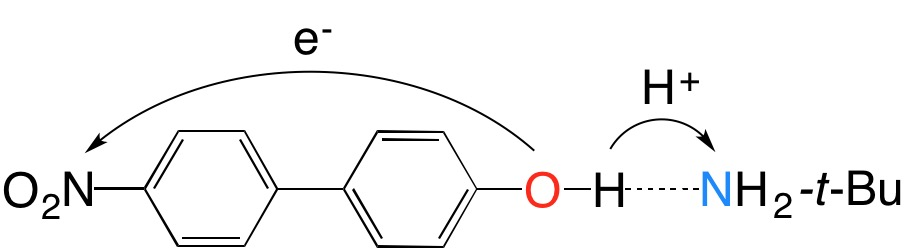 e⁻
H⁺
O₂N O H NH₂-t-Bu